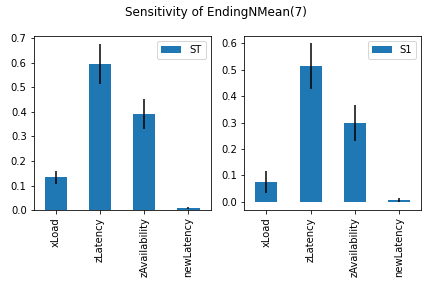 Sensitivity of EndingNMean(7)
ST
0.7
0.6
0.5
0.4
0.3
0.2
0.1
0.0
xLoad
zLatency
zAvailability
newLatency
S1
0.6
0.5
0.4
0.3
0.2
0.1
0.0
xLoad
zLatency
zAvailability
newLatency